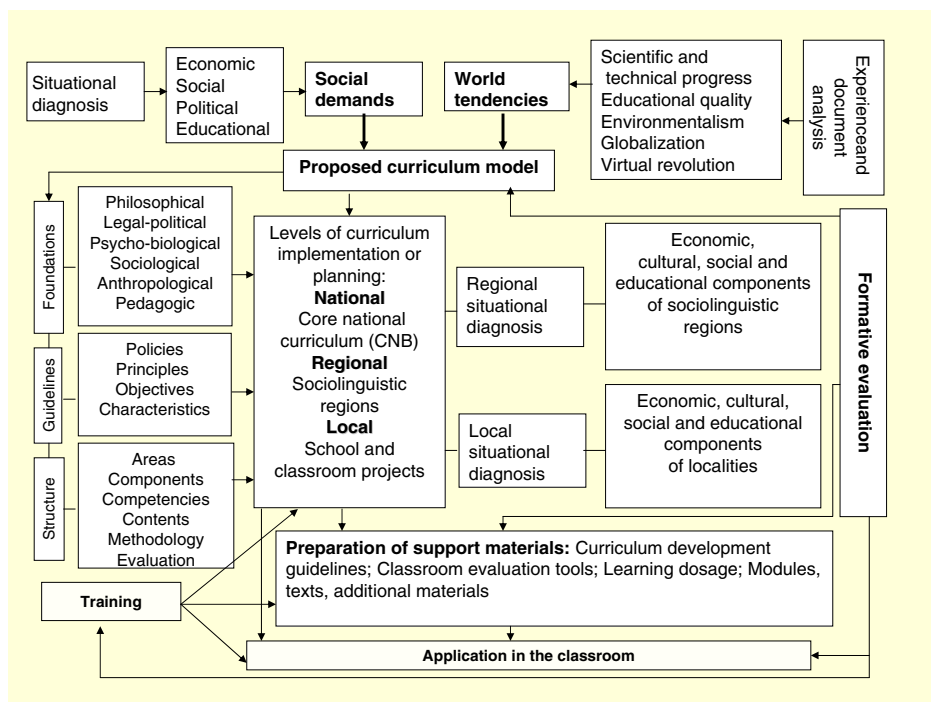 Situational
diagnosis
Economic
Social
Political
Educational
Social
demands
World
tendencies
Scientific and
technical progress
Educational quality
Environmentalism
Globalization
Virtual revolution
Experienceand
document
analysis
Proposed curriculum model
Foundations
Philosophical
Legal-political
Psycho-biological
Sociological
Anthropological
Pedagogic
Guidelines
Policies
Principles
Objectives
Characteristics
Structure
Areas
Components
Competencies
Contents
Methodology
Evaluation
Levels of curriculum
implementation or
planning:
National
Core national
curriculum (CNB)
Regional
Sociolinguistic
regions
Local
School and
classroom projects
Regional
situational
diagnosis
Economic,
cultural, social and
educational components
of sociolinguistic
regions
Local
situational
diagnosis
Economic, cultural,
social and educational
components
of localities
Formative evaluation
Preparation of support materials: Curriculum development
guidelines; Classroom evaluation tools; Learning dosage; Modules,
texts, additional materials
Training
Application in the classroom